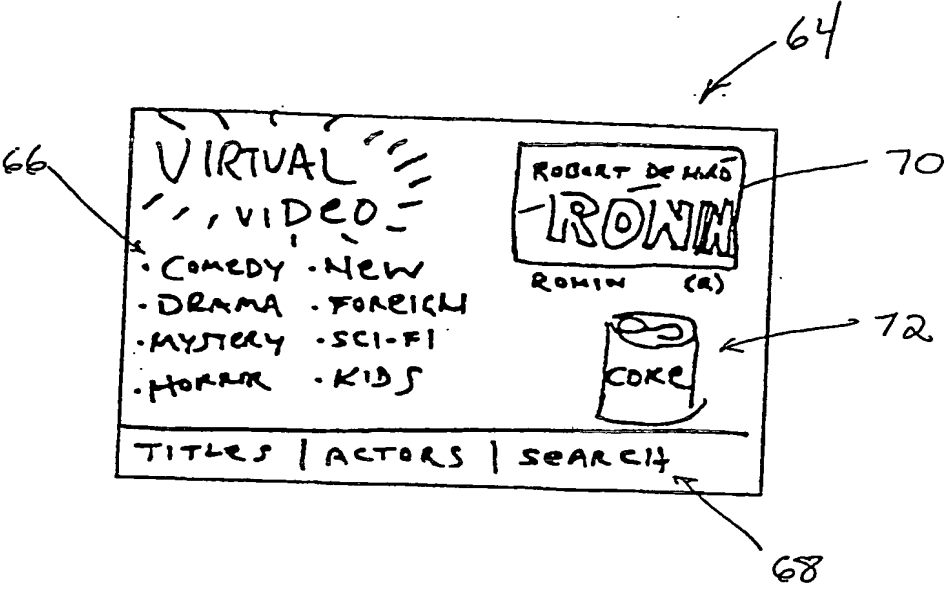 64
66
70
VIRTUAL
VIDEO
ROBERT DE NIRO
RONIN
RONIN (R)
• COMEDY • NEW
• DRAMA • FOREIGN
• MYSTERY • SCI-FI
• HORROR • KIDS
72
COKE
TITLES | ACTORS | SEARCH
68